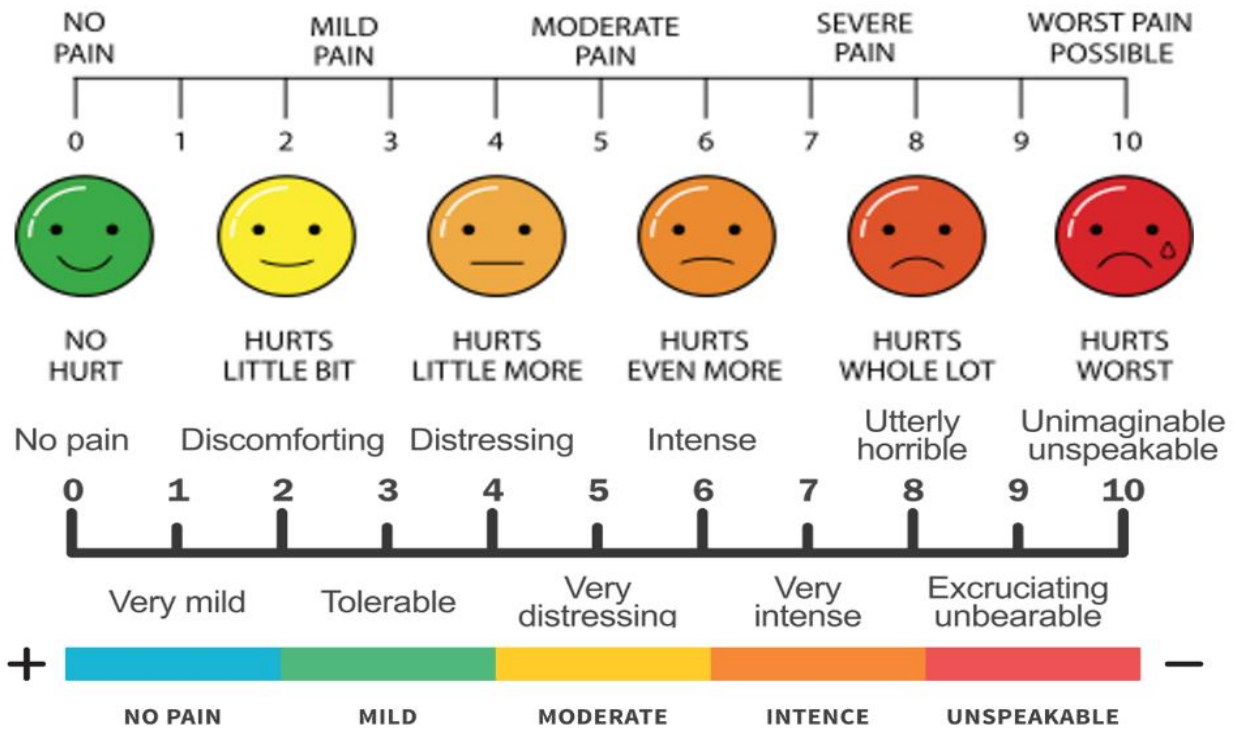 NO
PAIN
MILD
PAIN
MODERATE
PAIN
SEVERE
PAIN
WORST PAIN
POSSIBLE
0 1 2 3 4 5 6 7 8 9 10
NO
HURT
HURTS
LITTLE BIT
HURTS
LITTLE MORE
HURTS
EVEN MORE
HURTS
WHOLE LOT
HURTS
WORST
No pain
Discomforting
Distressing
Intense
Utterly
horrible
Unimaginable
unspeakable
0 1 2 3 4 5 6 7 8 9 10
Very mild
Tolerable
Very
distressing
Very
intense
Excruciating
unbearable
+ −
NO PAIN
MILD
MODERATE
INTENCE
UNSPEAKABLE